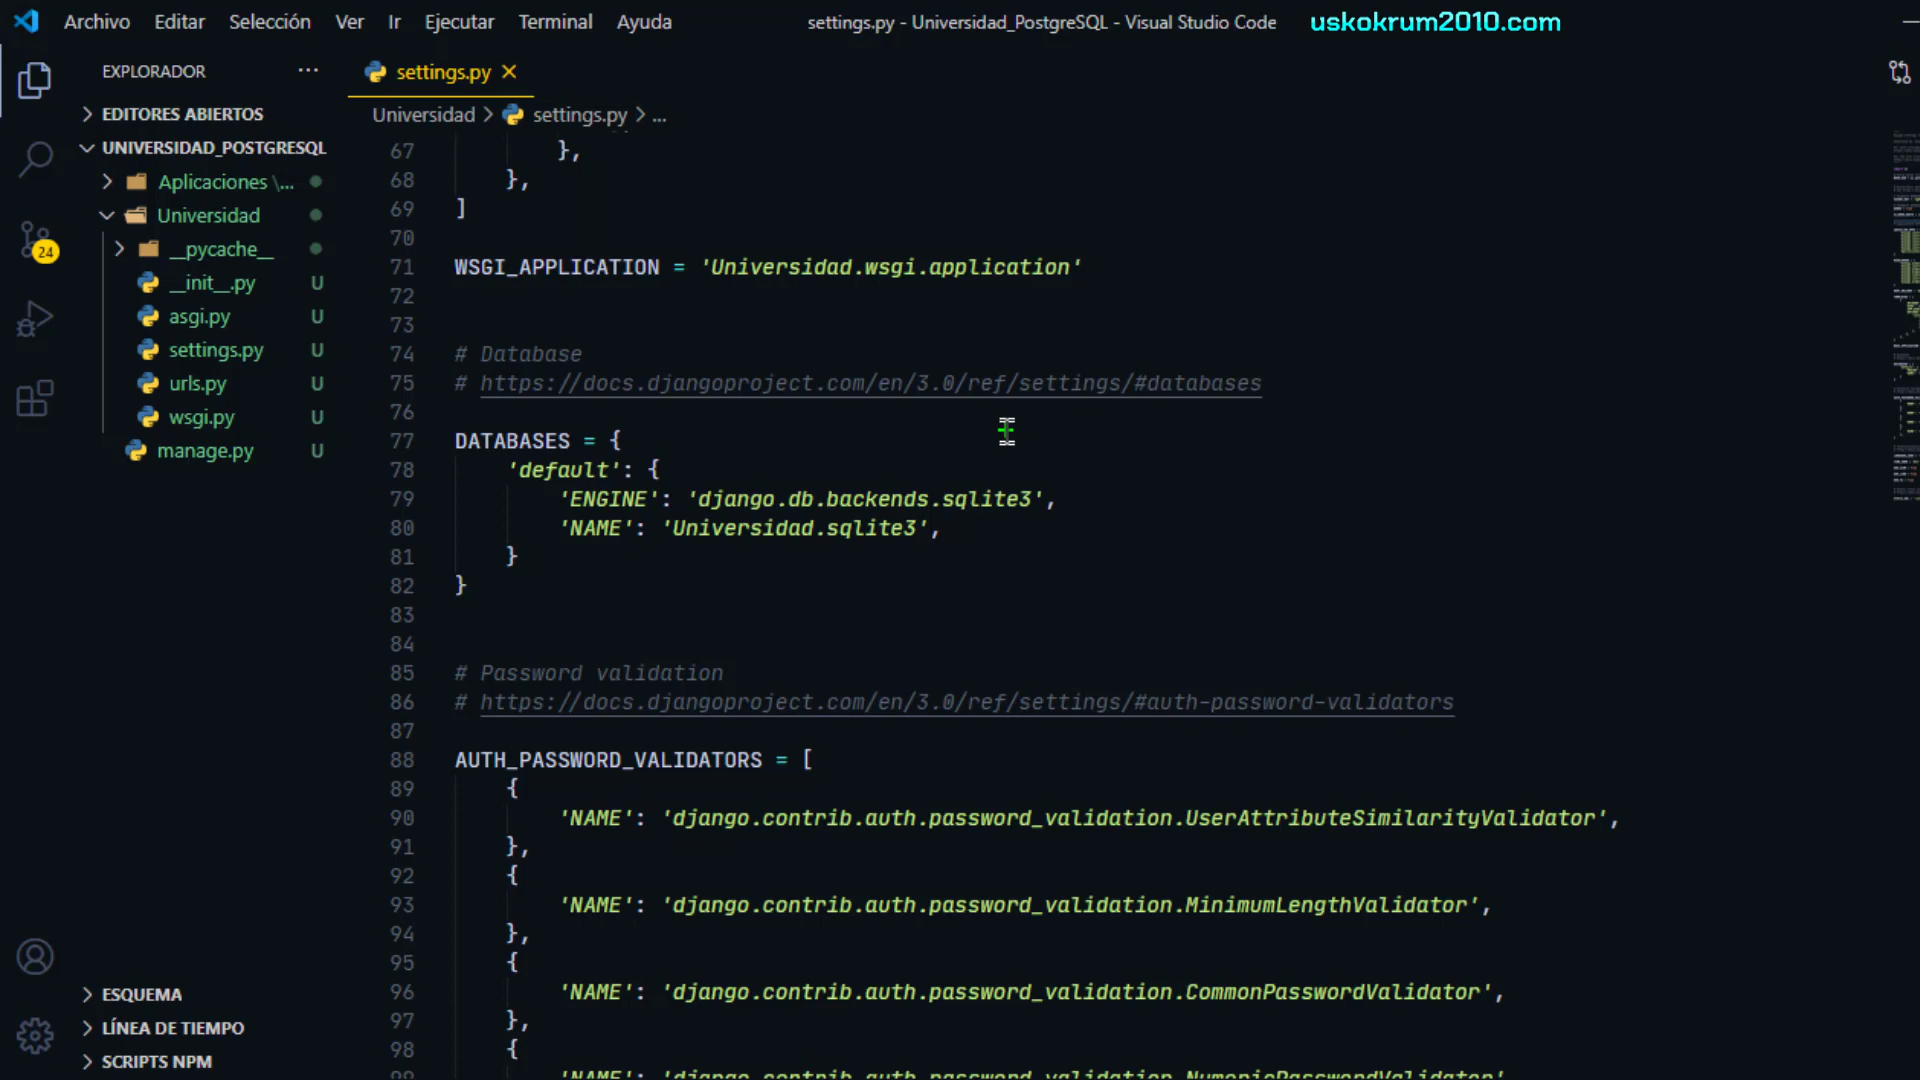 Archivo Editar Selección Ver Ir Ejecutar Terminal Ayuda settings.py - Universidad_PostgreSQL - Visual Studio Code uskokrum2010.com
EXPLORADOR ···
EDITORES ABIERTOS
UNIVERSIDAD_POSTGRESQL
Aplicaciones \...
Universidad
__pycache__
__init__.py U
asgi.py U
settings.py U
urls.py U
wsgi.py U
manage.py U
24
ESQUEMA
LÍNEA DE TIEMPO
SCRIPTS NPM
settings.py
Universidad > settings.py > ...
67 },
68 },
69 ]
70
71 WSGI_APPLICATION = 'Universidad.wsgi.application'
72
73
74 # Database
75 # https://docs.djangoproject.com/en/3.0/ref/settings/#databases
76
77 DATABASES = {
78 'default': {
79 'ENGINE': 'django.db.backends.sqlite3',
80 'NAME': 'Universidad.sqlite3',
81 }
82 }
83
84
85 # Password validation
86 # https://docs.djangoproject.com/en/3.0/ref/settings/#auth-password-validators
87
88 AUTH_PASSWORD_VALIDATORS = [
89 {
90 'NAME': 'django.contrib.auth.password_validation.UserAttributeSimilarityValidator',
91 },
92 {
93 'NAME': 'django.contrib.auth.password_validation.MinimumLengthValidator',
94 },
95 {
96 'NAME': 'django.contrib.auth.password_validation.CommonPasswordValidator',
97 },
98 {
99 'NAME': 'django.contrib.auth.password_validation.NumericPasswordValidator'